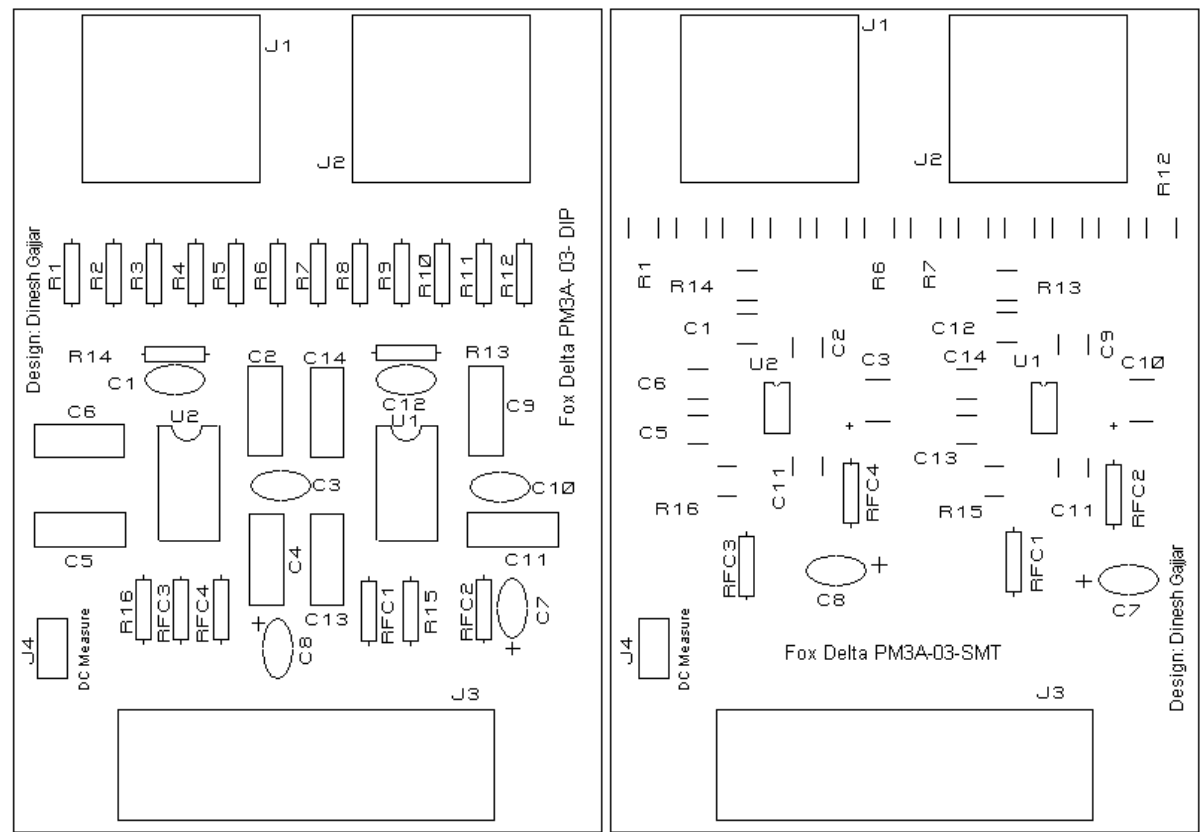 J1
J2
Design: Dinesh Gajjar
Fox Delta PM3A- 03- DIP
R1
R2
R3
R4
R5
R6
R7
R8
R9
R10
R11
R12
R14
C1
C2
C14
C12
R13
C6
U2
U1
C9
C3
C10
C5
C4
C11
R16
RFC3
RFC4
C13
RFC1
R15
RFC2
C7
C8
+
+
J4
DC Measure
J3
J1
J2
R12
R1
R14
R6
R7
R13
C1
C2
C12
C9
U2
C3
C14
U1
C10
C6
C5
+
+
C13
C11
RFC4
R16
R15
C11
RFC2
RFC3
C8
+
RFC1
+
C7
J4
DC Measure
Fox Delta PM3A-03-SMT
Design: Dinesh Gajjar
J3